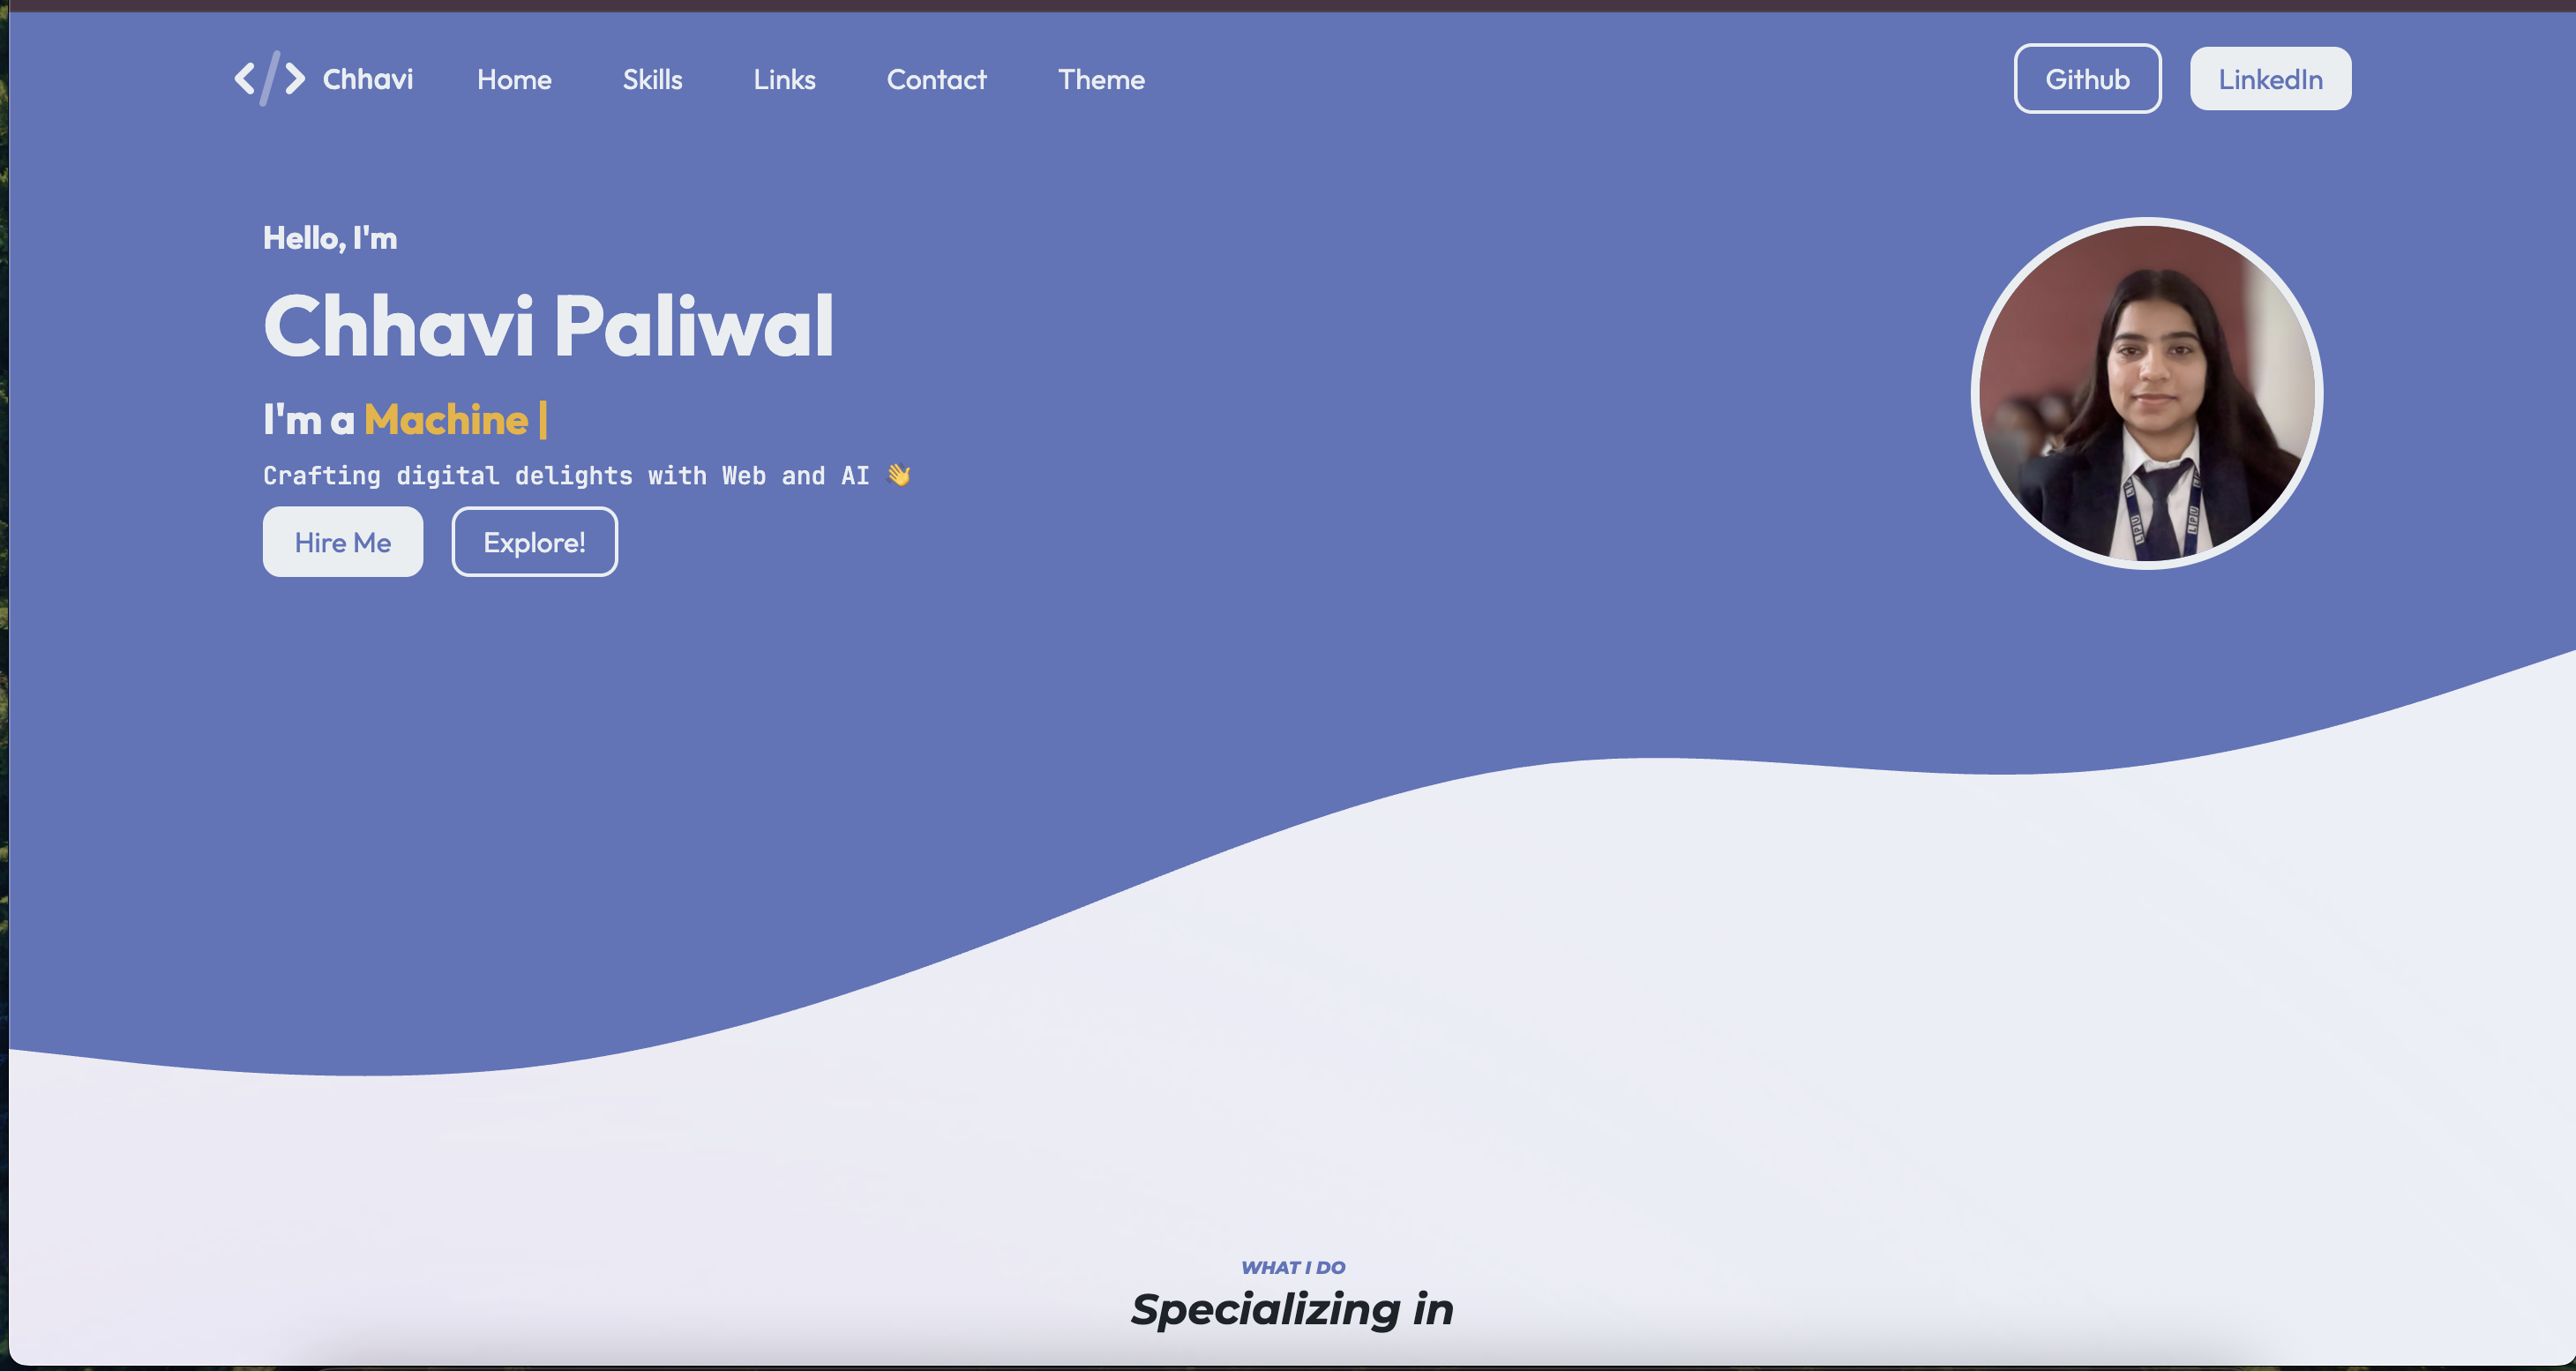 </> Chhavi Home Skills Links Contact Theme Github LinkedIn
Hello, I'm
Chhavi Paliwal
I'm a Machine |
Crafting digital delights with Web and AI 👋
Hire Me Explore!
LPU
WHAT I DO
Specializing in